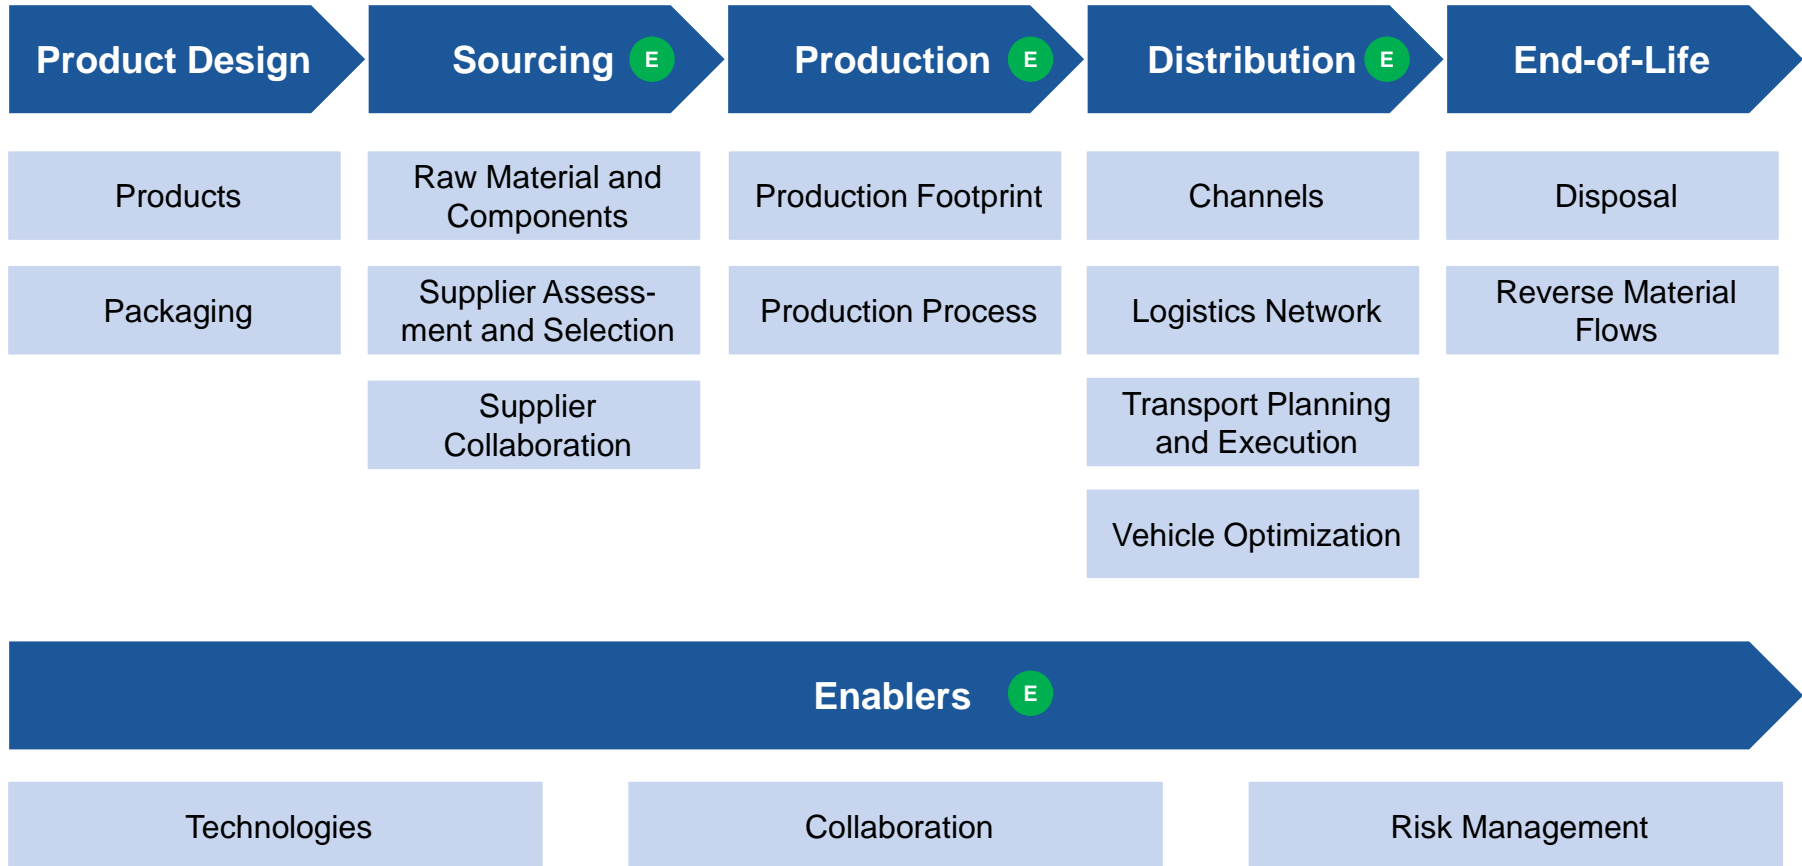 Product Design
Sourcing E
Production E
Distribution E
End-of-Life
Products
Raw Material and
Components
Production Footprint
Channels
Disposal
Packaging
Supplier Assess-
ment and Selection
Production Process
Logistics Network
Reverse Material
Flows
Supplier
Collaboration
Transport Planning
and Execution
Vehicle Optimization
Enablers E
Technologies
Collaboration
Risk Management